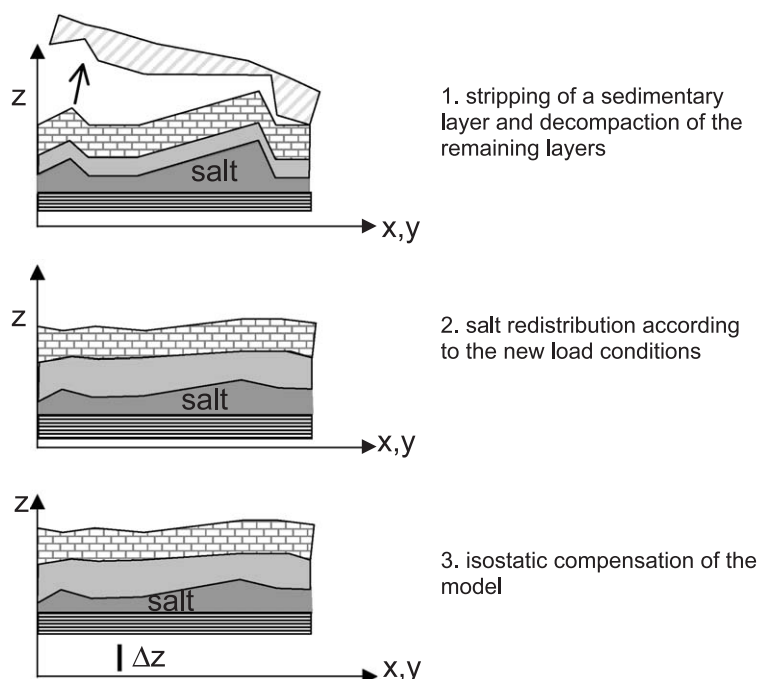 z
salt
x,y
1. stripping of a sedimentary
layer and decompaction of the
remaining layers
z
salt
x,y
2. salt redistribution according
to the new load conditions
z
salt
Δz
x,y
3. isostatic compensation of the
model